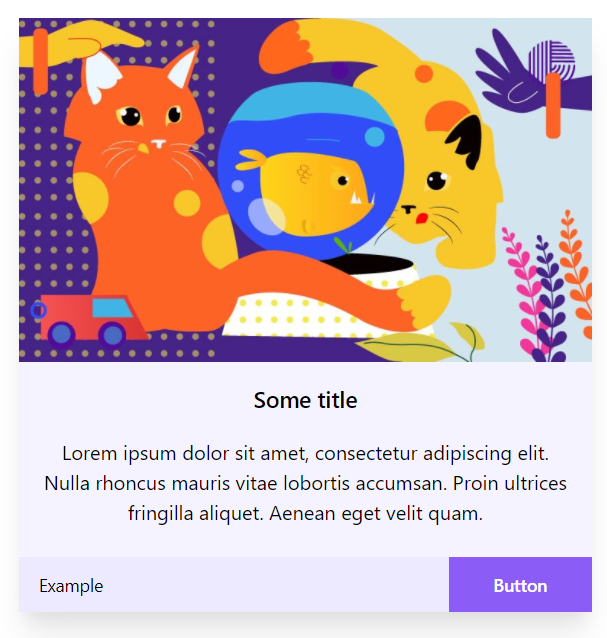 Some title
Lorem ipsum dolor sit amet, consectetur adipiscing elit.
Nulla rhoncus mauris vitae lobortis accumsan. Proin ultrices
fringilla aliquet. Aenean eget velit quam.
Example
Button